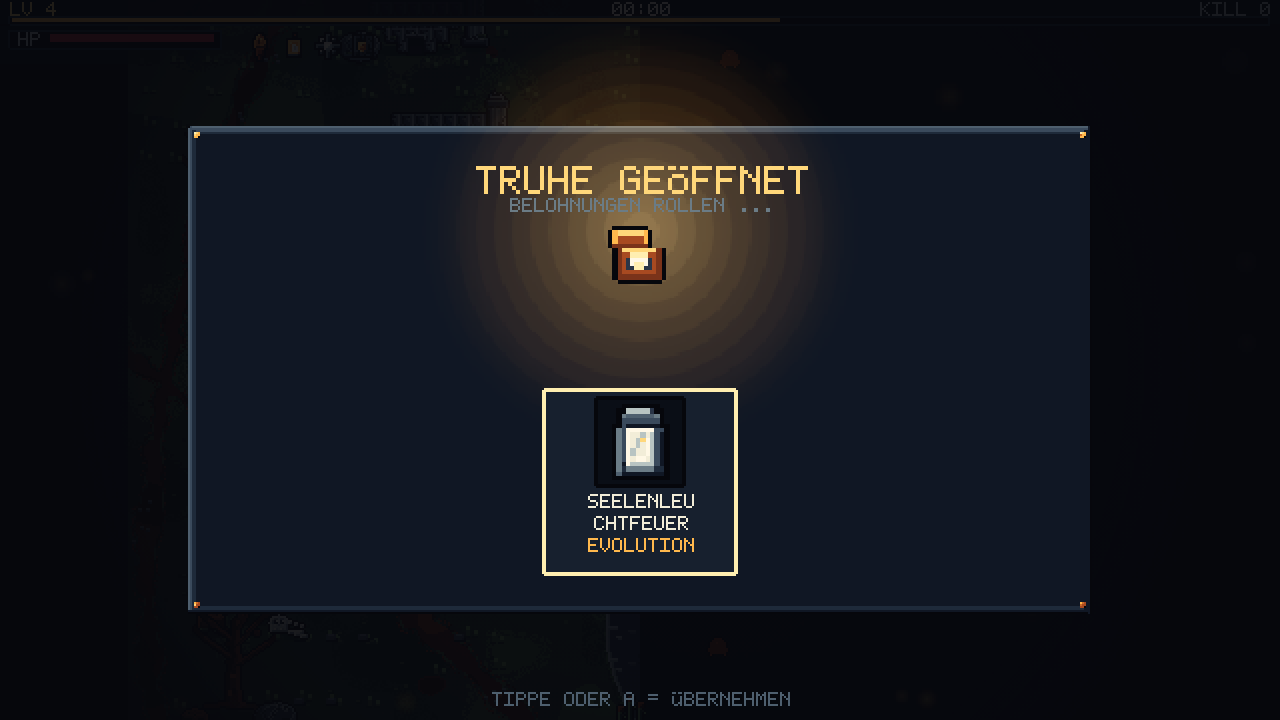 LV 4
00:00
KILL 0
HP
TRUHE GEöFFNET
BELOHNUNGEN ROLLEN ...
SEELENLEU
CHTFEUER
EVOLUTION
TIPPE ODER A = üBERNEHMEN